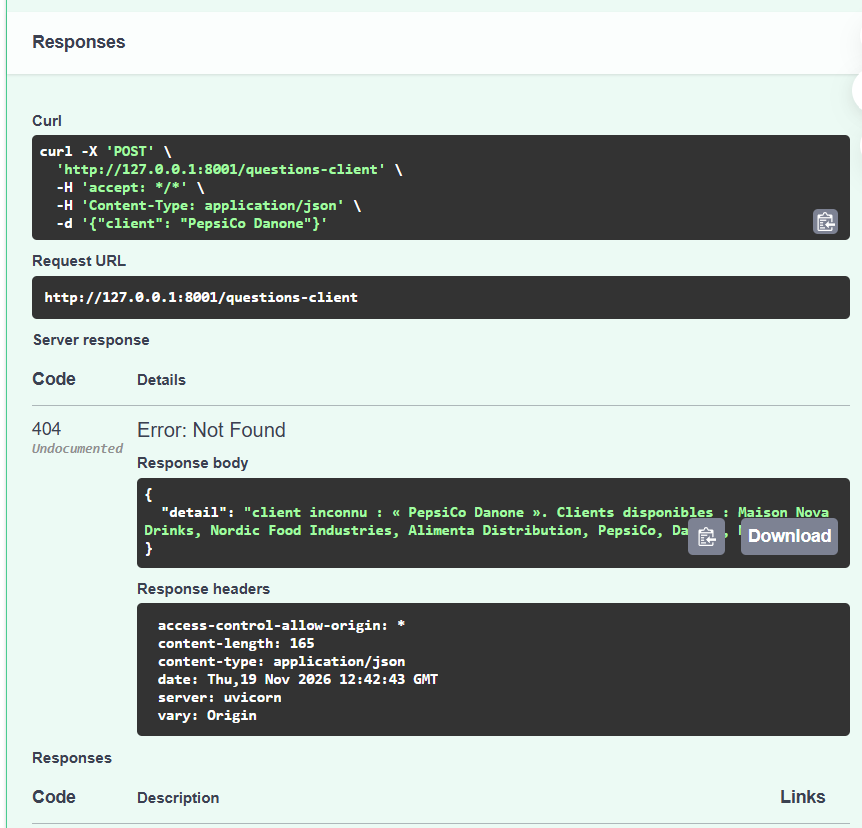 Responses
Curl
curl -X 'POST' \
  'http://127.0.0.1:8001/questions-client' \
  -H 'accept: */*' \
  -H 'Content-Type: application/json' \
  -d '{"client": "PepsiCo Danone"}'
Request URL
http://127.0.0.1:8001/questions-client
Server response
Code Details
404 Error: Not Found
Undocumented
Response body
{
  "detail": "client inconnu : « PepsiCo Danone ». Clients disponibles : Maison Nova
Drinks, Nordic Food Industries, Alimenta Distribution, PepsiCo,
Download
}
Response headers
access-control-allow-origin: *
content-length: 165
content-type: application/json
date: Thu,19 Nov 2026 12:42:43 GMT
server: uvicorn
vary: Origin
Responses
Code Description Links